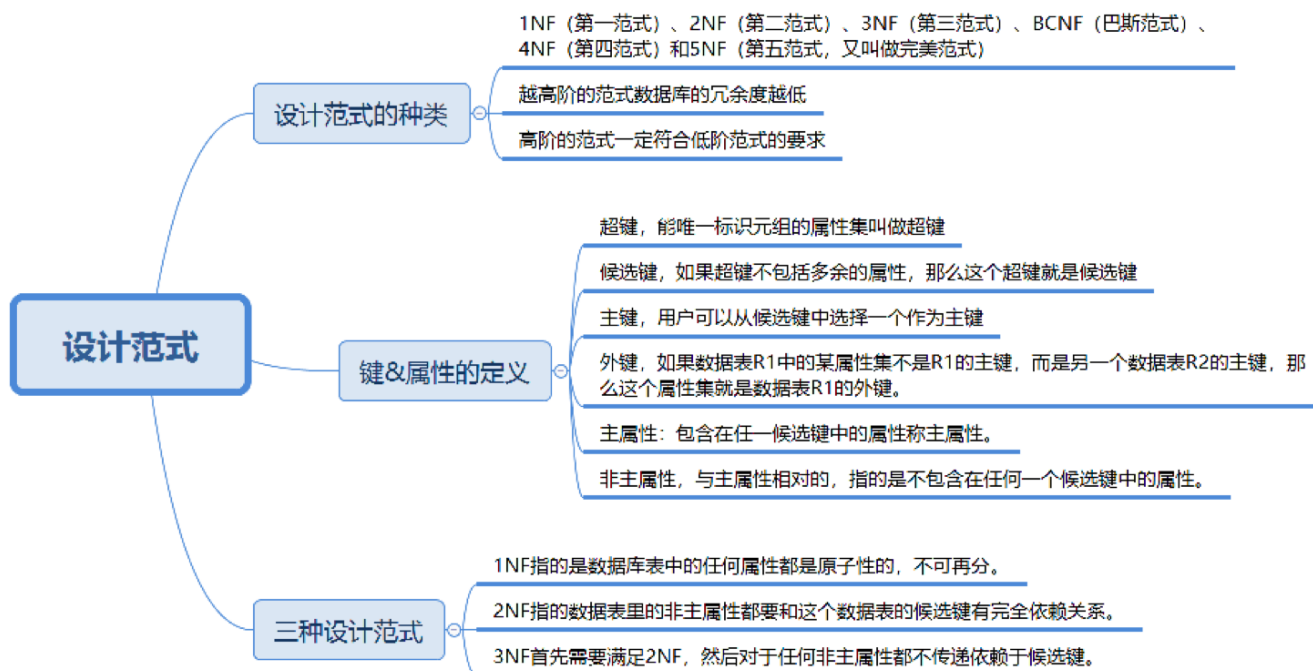 1NF（第一范式）、2NF（第二范式）、3NF（第三范式）、BCNF（巴斯范式）、
4NF（第四范式）和5NF（第五范式，又叫做完美范式）
设计范式的种类
越高阶的范式数据库的冗余度越低
高阶的范式一定符合低阶范式的要求
超键，能唯一标识元组的属性集叫做超键
候选键，如果超键不包括多余的属性，那么这个超键就是候选键
主键，用户可以从候选键中选择一个作为主键
设计范式
键&属性的定义
外键，如果数据表R1中的某属性集不是R1的主键，而是另一个数据表R2的主键，那
么这个属性集就是数据表R1的外键。
主属性：包含在任一候选键中的属性称主属性。
非主属性，与主属性相对的，指的是不包含在任何一个候选键中的属性。
1NF指的是数据库表中的任何属性都是原子性的，不可再分。
三种设计范式
2NF指的数据表里的非主属性都要和这个数据表的候选键有完全依赖关系。
3NF首先需要满足2NF，然后对于任何非主属性都不传递依赖于候选键。